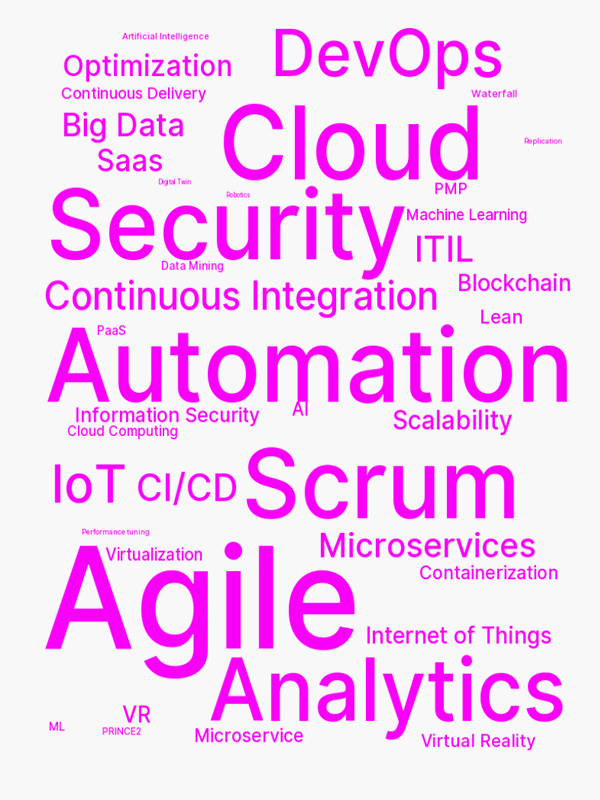 Artificial Intelligence
DevOps
Optimization
Continuous Delivery
Waterfall
Big Data
Cloud
Replication
Saas
Digital Twin
PMP
Robotics
Security
Machine Learning
ITIL
Data Mining
Blockchain
Continuous Integration
Lean
PaaS
Automation
AI
Information Security
Scalability
Cloud Computing
IoT
CI/CD
Scrum
Performance tuning
Microservices
Virtualization
Containerization
Agile
Internet of Things
Analytics
VR
ML
PRINCE2
Microservice
Virtual Reality